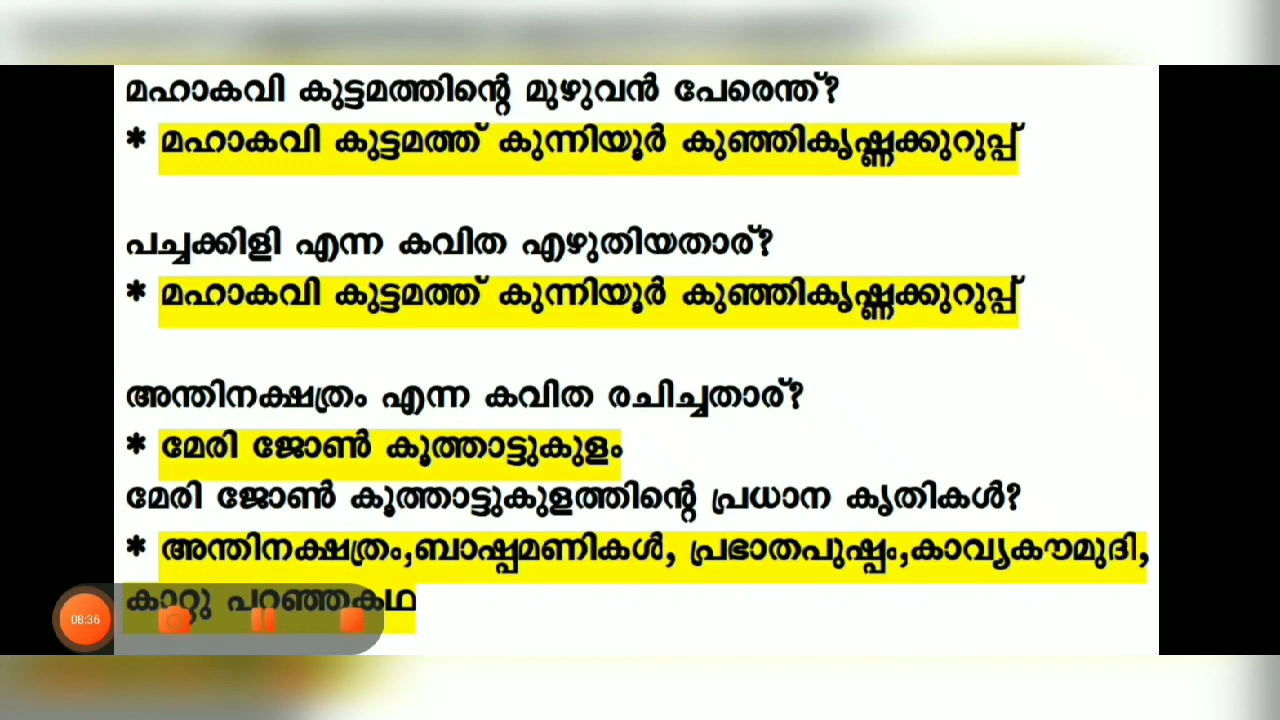 മഹാകവി കുട്ടമത്തിന്റെ മുഴുവൻ പേരെന്ത്?
* മഹാകവി കുട്ടമത്ത് കുന്നിയൂർ കുഞ്ഞികൃഷ്ണക്കുറുപ്പ്
പച്ചക്കിളി എന്ന കവിത എഴുതിയതാര്?
* മഹാകവി കുട്ടമത്ത് കുന്നിയൂർ കുഞ്ഞികൃഷ്ണക്കുറുപ്പ്
അന്തിനക്ഷത്രം എന്ന കവിത രചിച്ചതാര്?
* മേരി ജോൺ കൂത്താട്ടുകുളം
മേരി ജോൺ കൂത്താട്ടുകുളത്തിന്റെ പ്രധാന കൃതികൾ?
* അന്തിനക്ഷത്രം,ബാഷ്പമണികൾ, പ്രഭാതപുഷ്പം,കാവ്യകൗമുദി,
കാറ്റു പറഞ്ഞകഥ
08:36